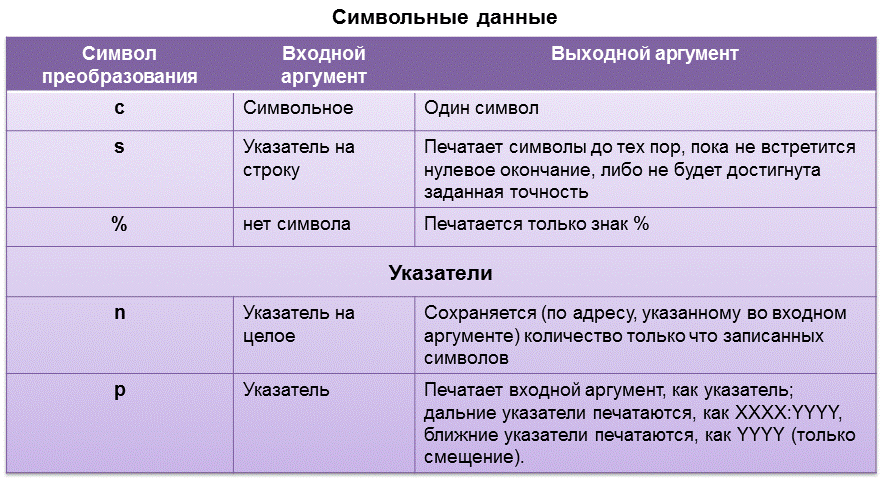 Символьные данные
Символ преобразования
Входной аргумент
Выходной аргумент
c
Символьное
Один символ
s
Указатель на строку
Печатает символы до тех пор, пока не встретится
нулевое окончание, либо не будет достигнута
заданная точность
%
нет символа
Печатается только знак %
Указатели
n
Указатель на
целое
Сохраняется (по адресу, указанному во входном
аргументе) количество только что записанных
символов
p
Указатель
Печатает входной аргумент, как указатель;
дальние указатели печатаются, как XXXX:YYYY,
ближние указатели печатаются, как YYYY (только
смещение).